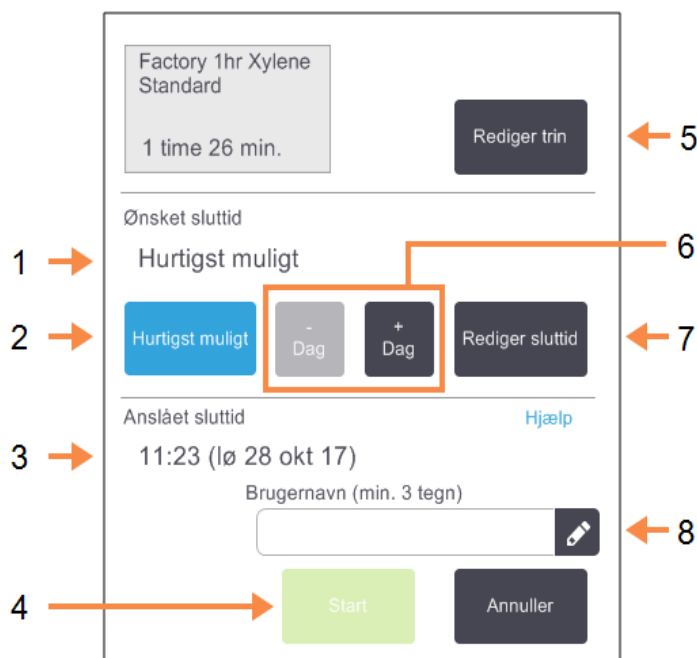 Factory 1hr Xylene
Standard
1 time 26 min.
Rediger trin
5
Ønsket sluttid
1
Hurtigst muligt
6
2
Hurtigst muligt
-
Dag
+
Dag
Rediger sluttid
7
Anslået sluttid
Hjælp
3
11:23 (lø 28 okt 17)
Brugernavn (min. 3 tegn)
8
4
Start
Annuller